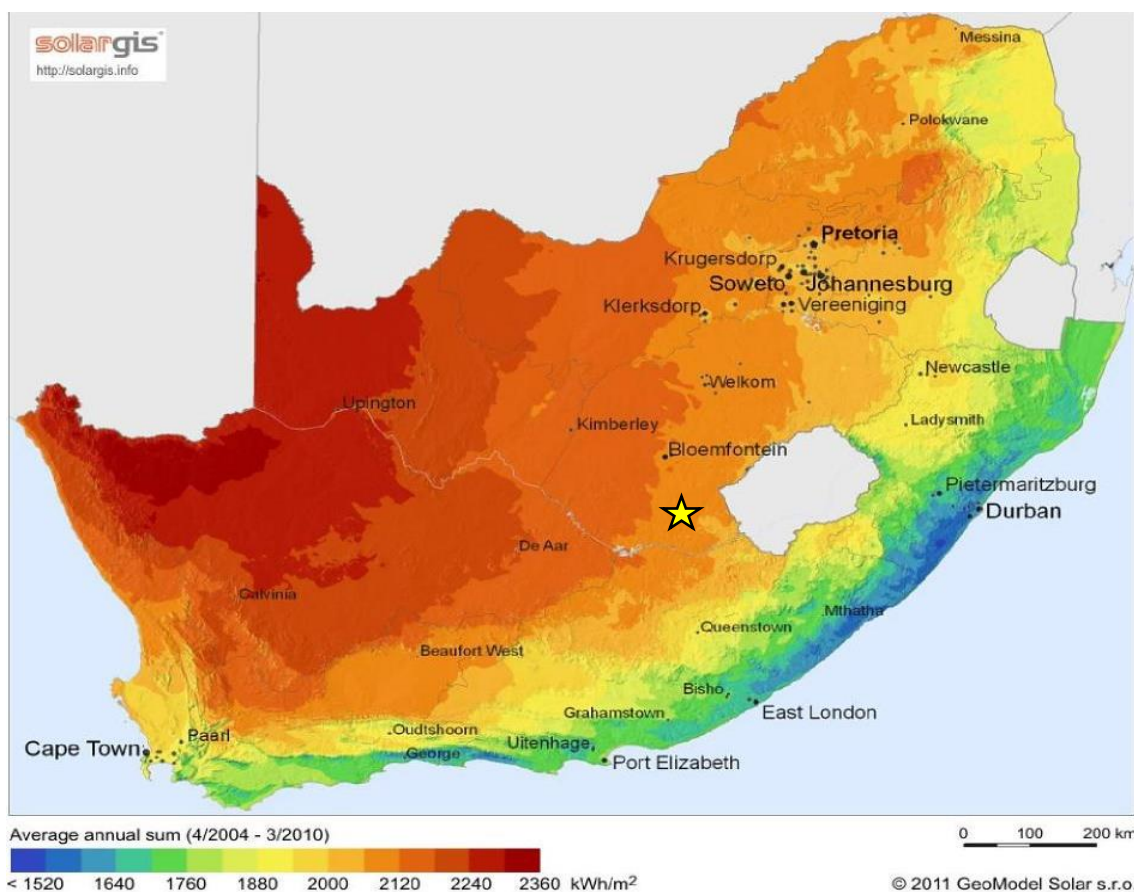 solargis
http://solargis.info
Messina
Polokwane
Pretoria
Krugersdorp
Soweto
Johannesburg
Klerksdorp
Vereeniging
Newcastle
Welkom
Upington
Kimberley
Ladysmith
Bloemfontein
Pietermaritzburg
Durban
De Aar
Calvinia
Mthatha
Queenstown
Beaufort West
Bisho
East London
Grahamstown
Oudtshoorn
Paarl
Cape Town
George
Uitenhage
Port Elizabeth
Average annual sum (4/2004 - 3/2010)
0 100 200 km
< 1520 1640 1760 1880 2000 2120 2240 2360 kWh/m²
© 2011 GeoModel Solar s.r.o.